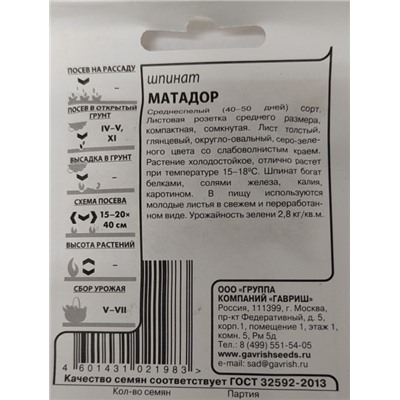 ПОСЕВ НА РАССАДУ
–
ПОСЕВ В ОТКРЫТЫЙ
ГРУНТ
IV–V,
XI
ВЫСАДКА В ГРУНТ
–
СХЕМА ПОСЕВА
15–20×
40 см
ВЫСОТА РАСТЕНИЙ
–
СБОР УРОЖАЯ
V–VII
шпинат
МАТАДОР
Среднеспелый (40–50 дней) сорт.
Листовая розетка среднего размера,
компактная, сомкнутая. Лист толстый,
глянцевый, округло-овальный, серо-зеле-
ного цвета со слабоволнистым краем.
Растение холодостойкое, отлично растет
при температуре 15–18°С. Шпинат богат
белками, солями железа, калия,
каротином. В пищу используются
молодые листья в свежем и переработан-
ном виде. Урожайность зелени 2,8 кг/кв.м.
ООО «ГРУППА
КОМПАНИЙ «ГАВРИШ»
Россия, 111399, г. Москва,
пр-кт Федеративный, д. 5,
корп.1, помещение 1, этаж 1,
комн. 5, Рм 5д
Тел.: 8 (499) 551-54-05
www.gavrishseeds.ru
e-mail: sad@gavrish.ru
4 601431 021983 >
Качество семян соответствует ГОСТ 32592-2013
Кол-во семян Партия